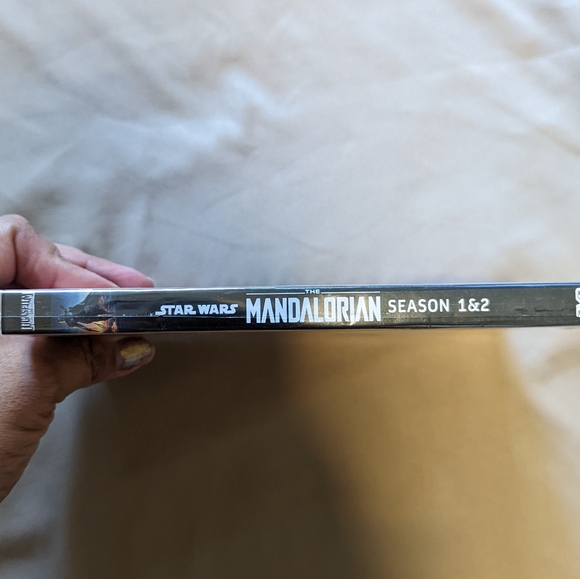 STAR WARS
THE
MANDALORIAN
SEASON 1&2